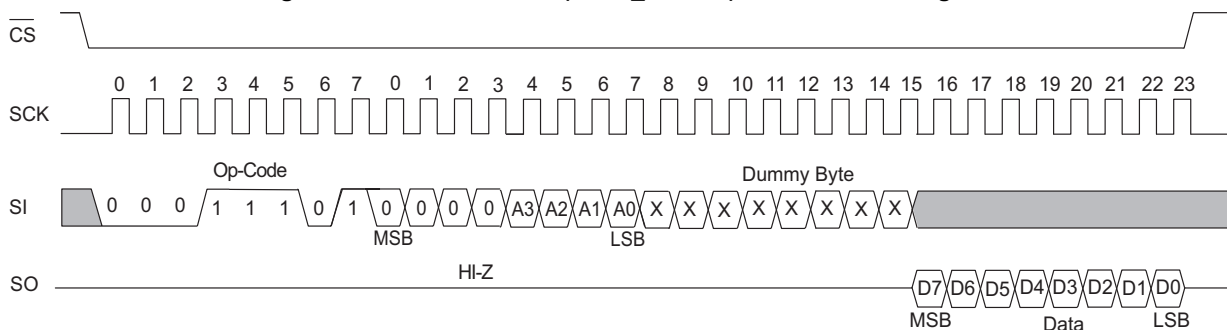 CS
0 1 2 3 4 5 6 7 0 1 2 3 4 5 6 7 8 9 10 11 12 13 14 15 16 17 18 19 20 21 22 23
SCK
Op-Code
Dummy Byte
SI
0 0 0 1 1 1 0 1 0 0 0 0 A3 A2 A1 A0 X X X X X X X X
MSB
LSB
HI-Z
SO
D7 D6 D5 D4 D3 D2 D1 D0
MSB
Data
LSB